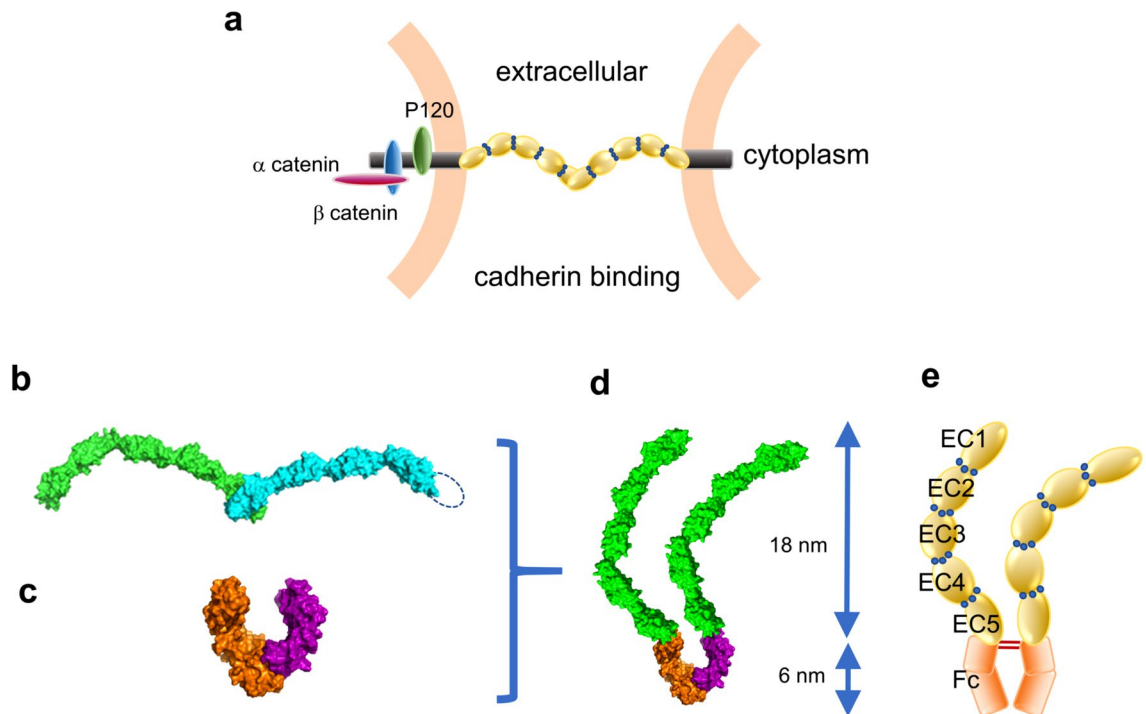 a
extracellular
P120
cytoplasm
α catenin
β catenin
cadherin binding
b
d
e
EC1
EC2
18 nm
EC3
c
EC4
EC5
6 nm
Fc